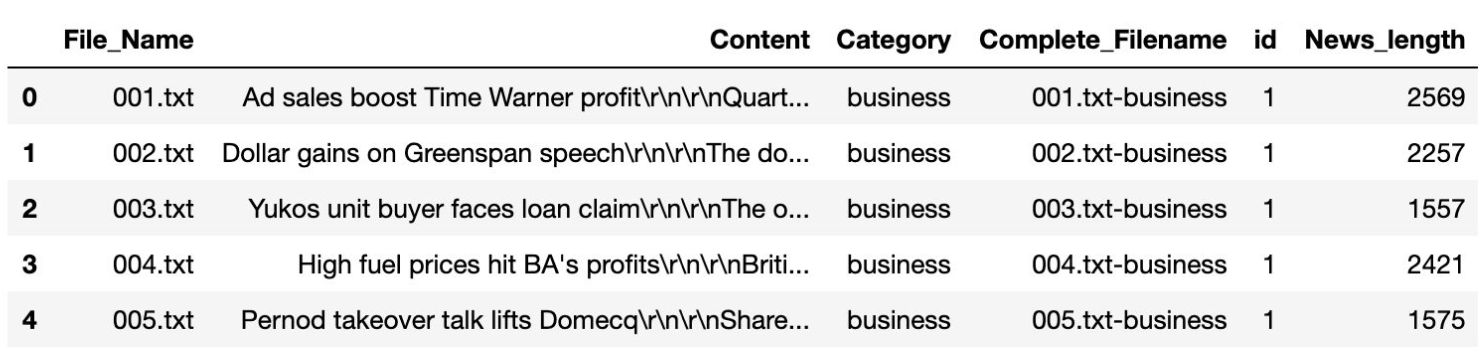 File_Name Content Category Complete_Filename id News_length
0 001.txt Ad sales boost Time Warner profit\r\n\r\nQuart... business 001.txt-business 1 2569
1 002.txt Dollar gains on Greenspan speech\r\n\r\nThe do... business 002.txt-business 1 2257
2 003.txt Yukos unit buyer faces loan claim\r\n\r\nThe o... business 003.txt-business 1 1557
3 004.txt High fuel prices hit BA's profits\r\n\r\nBriti... business 004.txt-business 1 2421
4 005.txt Pernod takeover talk lifts Domecq\r\n\r\nShare... business 005.txt-business 1 1575